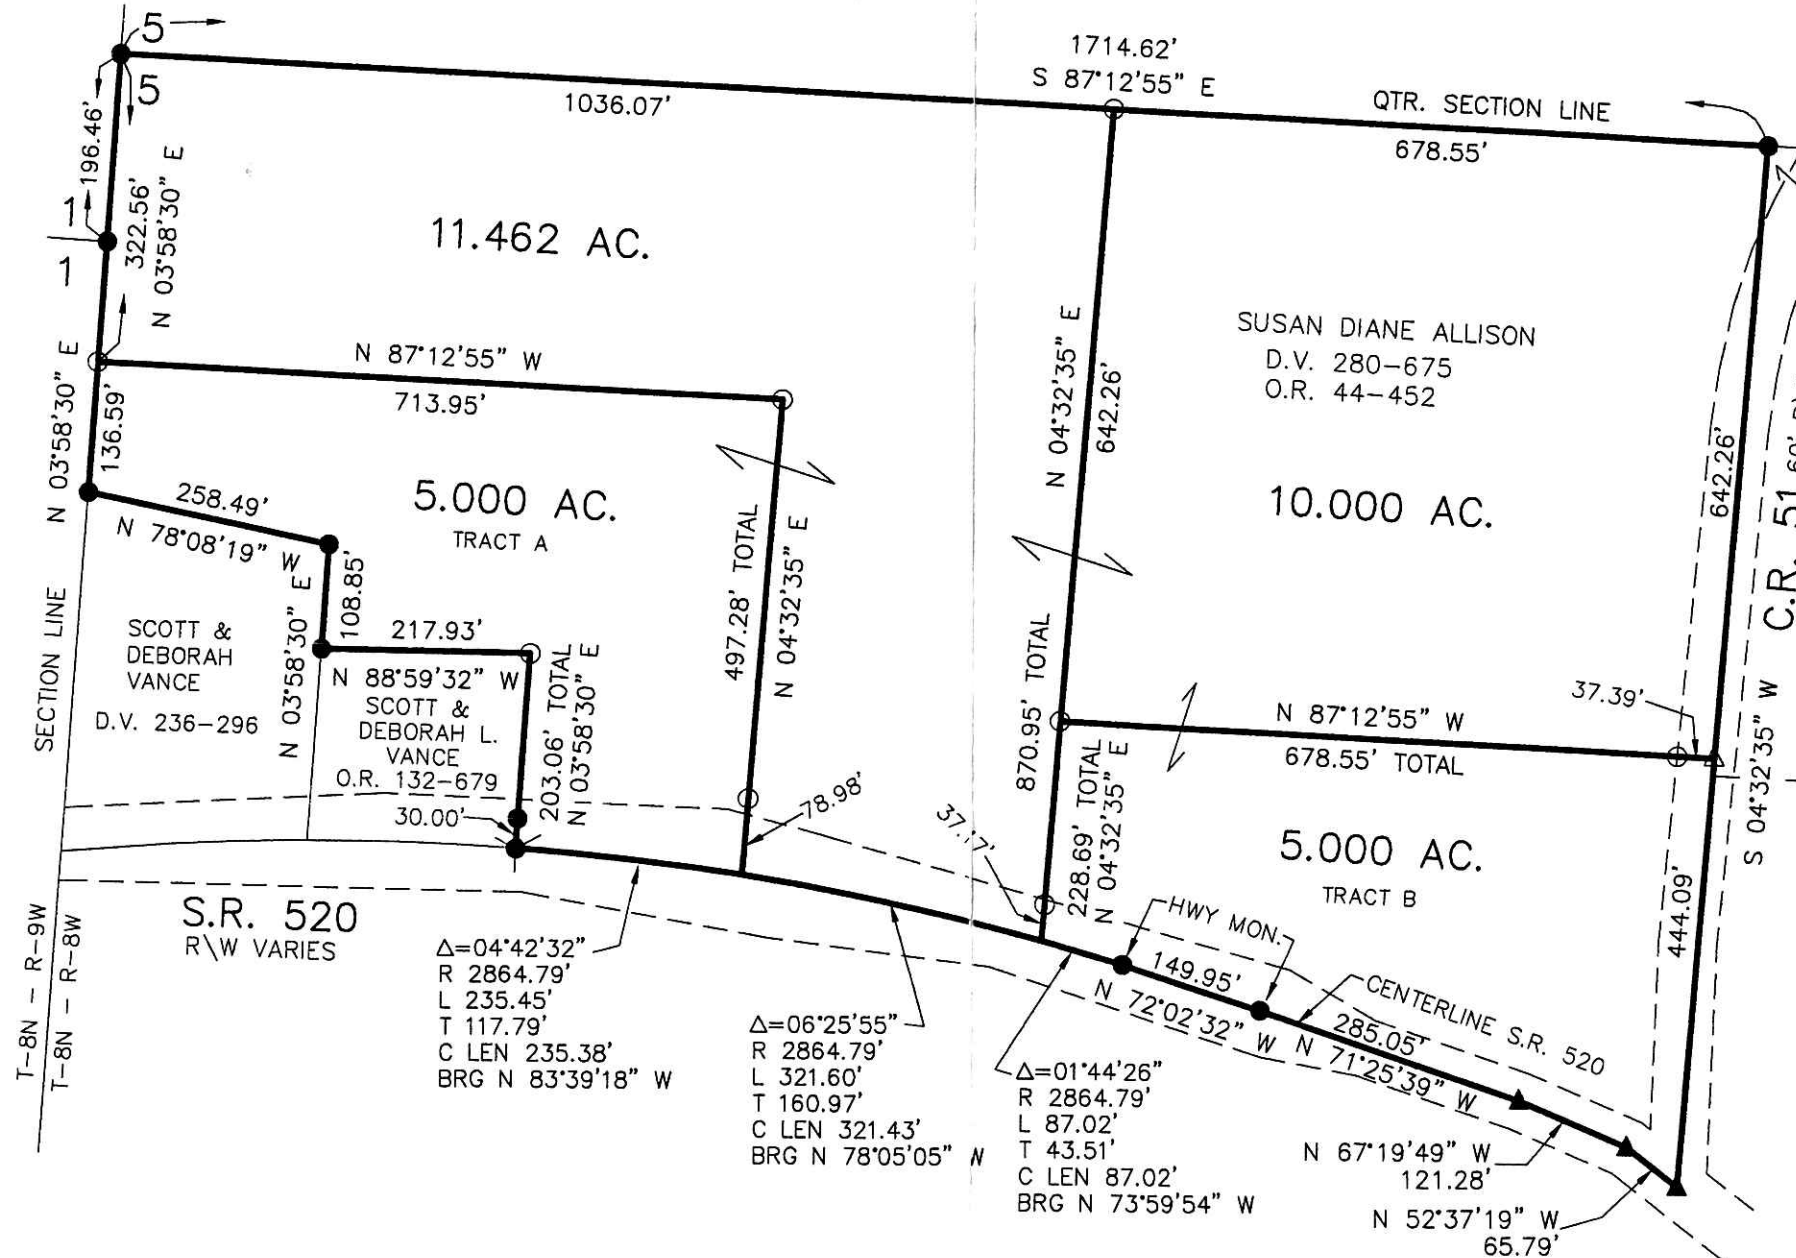 5
5
196.46'
1
1
322.56'
N 03°58'30" E
1714.62'
S 87°12'55" E
1036.07'
QTR. SECTION LINE
678.55'
11.462 AC.
SUSAN DIANE ALLISON
D.V. 280-675
O.R. 44-452
N 87°12'55" W
713.95'
N 03°58'30" E
136.59'
N 04°32'35" E
642.26'
642.26'
258.49'
N 78°08'19" W
5.000 AC.
TRACT A
10.000 AC.
497.28' TOTAL
N 04°32'35" E
C.R. 51
S 04°32'35" W
N 03°58'30" E
108.85'
217.93'
N 88°59'32" W
SECTION LINE
SCOTT &
DEBORAH
VANCE
D.V. 236-296
SCOTT &
DEBORAH L.
VANCE
O.R. 132-679
203.06' TOTAL
N 03°58'30" E
30.00'
78.98'
870.95' TOTAL
37.39'
N 87°12'55" W
678.55' TOTAL
228.69' TOTAL
N 04°32'35" E
5.000 AC.
TRACT B
444.09'
HWY MON.
149.95'
N 72°02'32" W
CENTERLINE S.R. 520
285.05'
N 71°25'39" W
S.R. 520
R\W VARIES
T-8N - R-9W
T-8N - R-8W
Δ=04°42'32"
R 2864.79'
L 235.45'
T 117.79'
C LEN 235.38'
BRG N 83°39'18" W
Δ=06°25'55"
R 2864.79'
L 321.60'
T 160.97'
C LEN 321.43'
BRG N 78°05'05" W
Δ=01°44'26"
R 2864.79'
L 87.02'
T 43.51'
C LEN 87.02'
BRG N 73°59'54" W
N 67°19'49" W
121.28'
N 52°37'19" W
65.79'